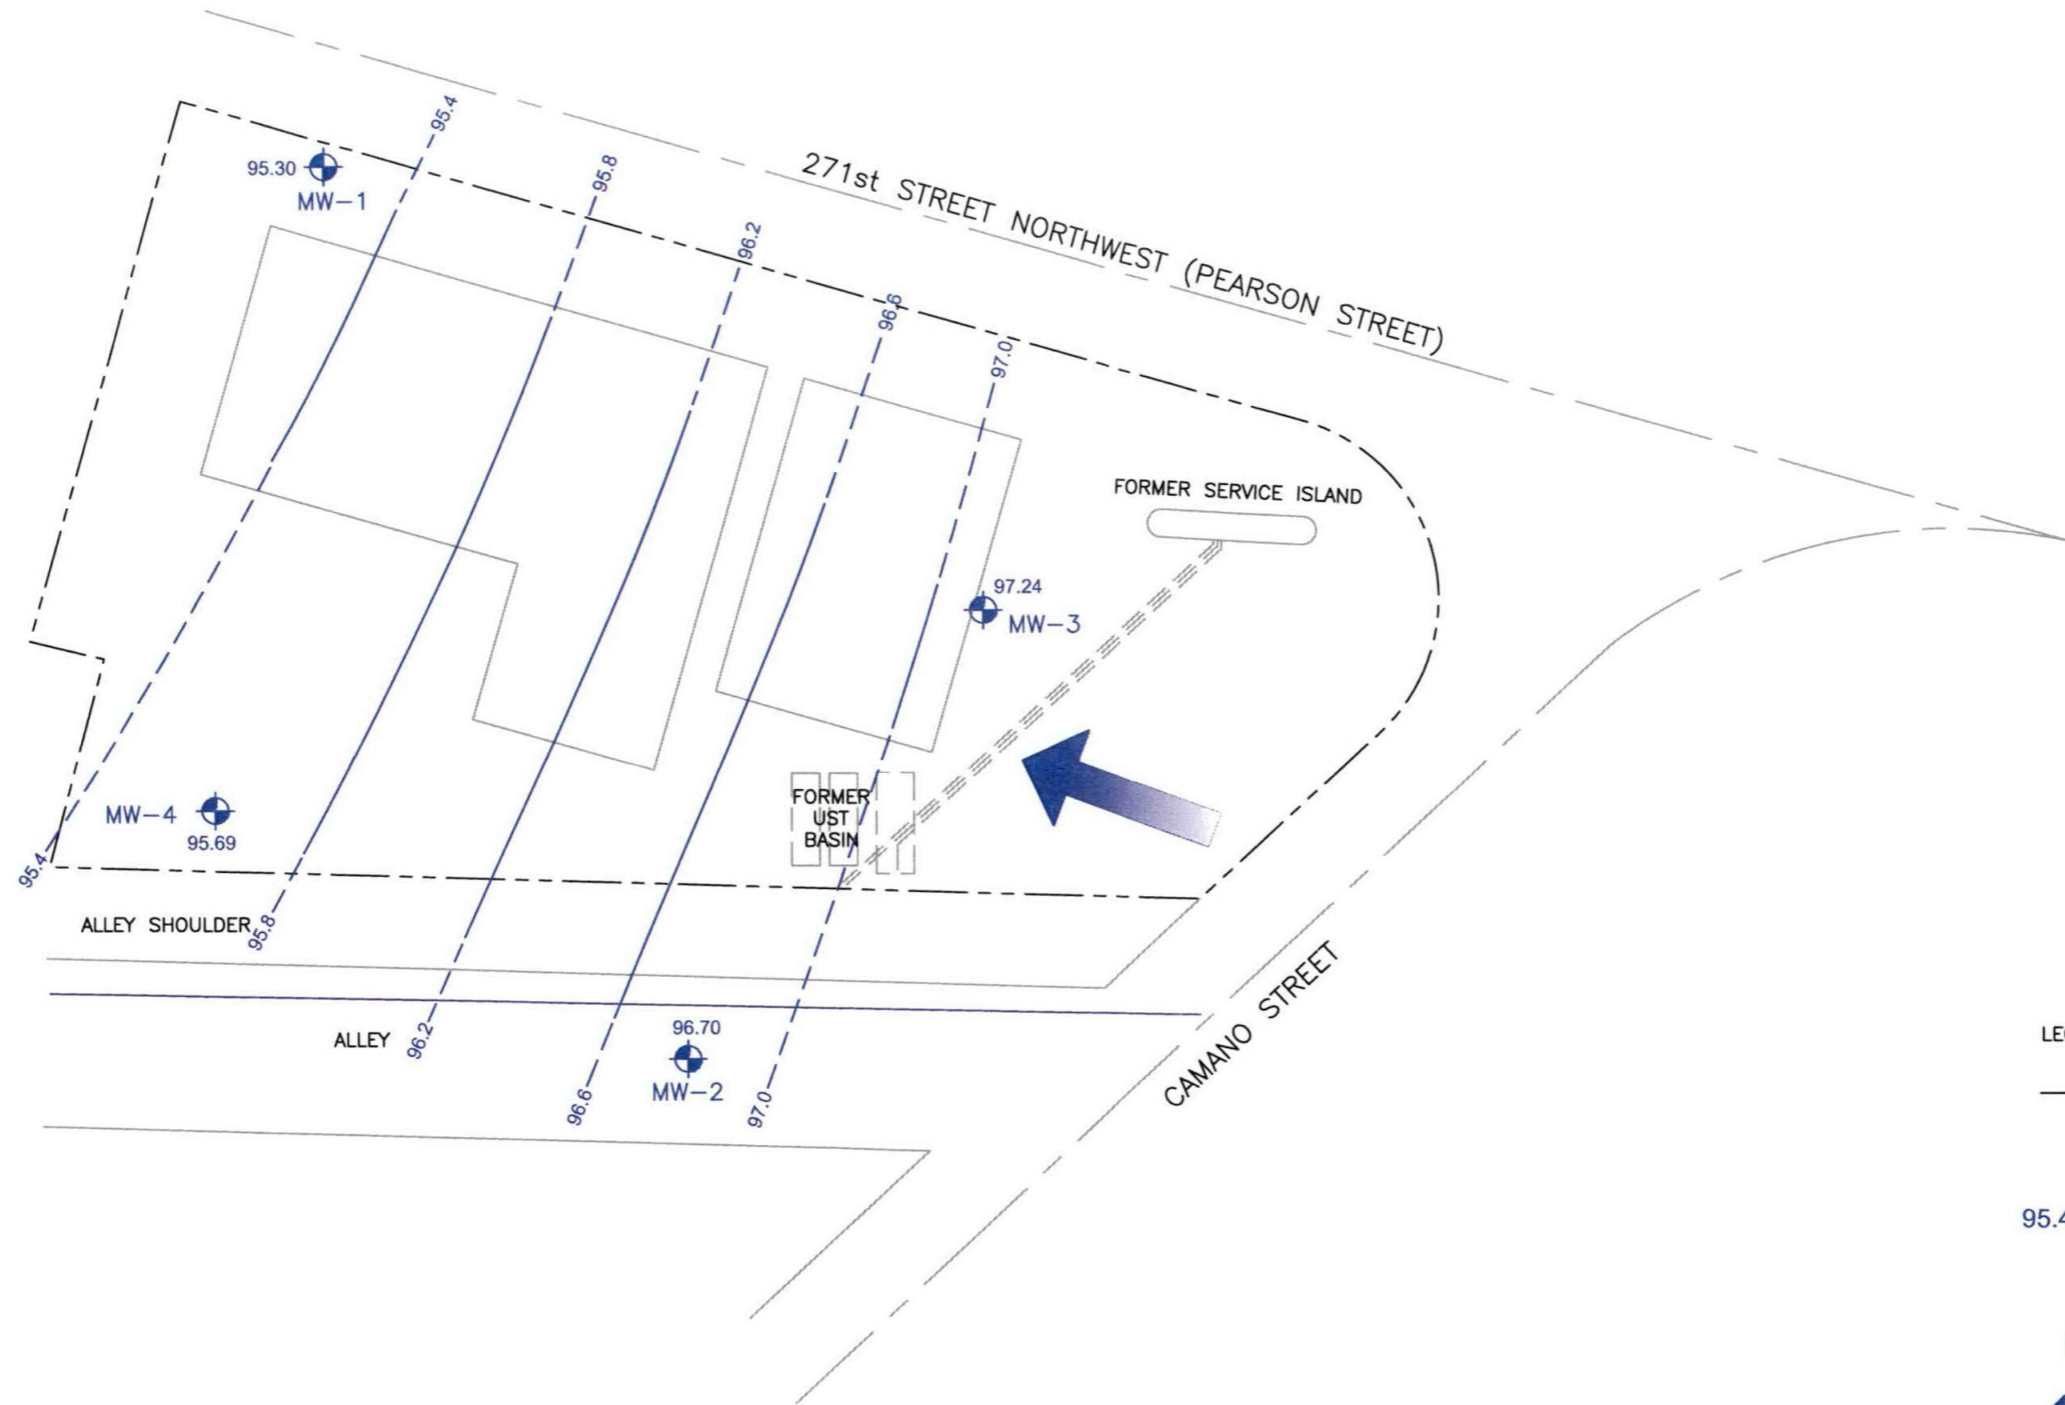 95.4
95.8
96.2
96.6
97.0
95.30
MW-1
271st STREET NORTHWEST (PEARSON STREET)
FORMER SERVICE ISLAND
97.24
MW-3
FORMER
UST
BASIN
MW-4
95.69
95.4
ALLEY SHOULDER
95.8
ALLEY
96.2
96.70
MW-2
96.6
97.0
CAMANO STREET